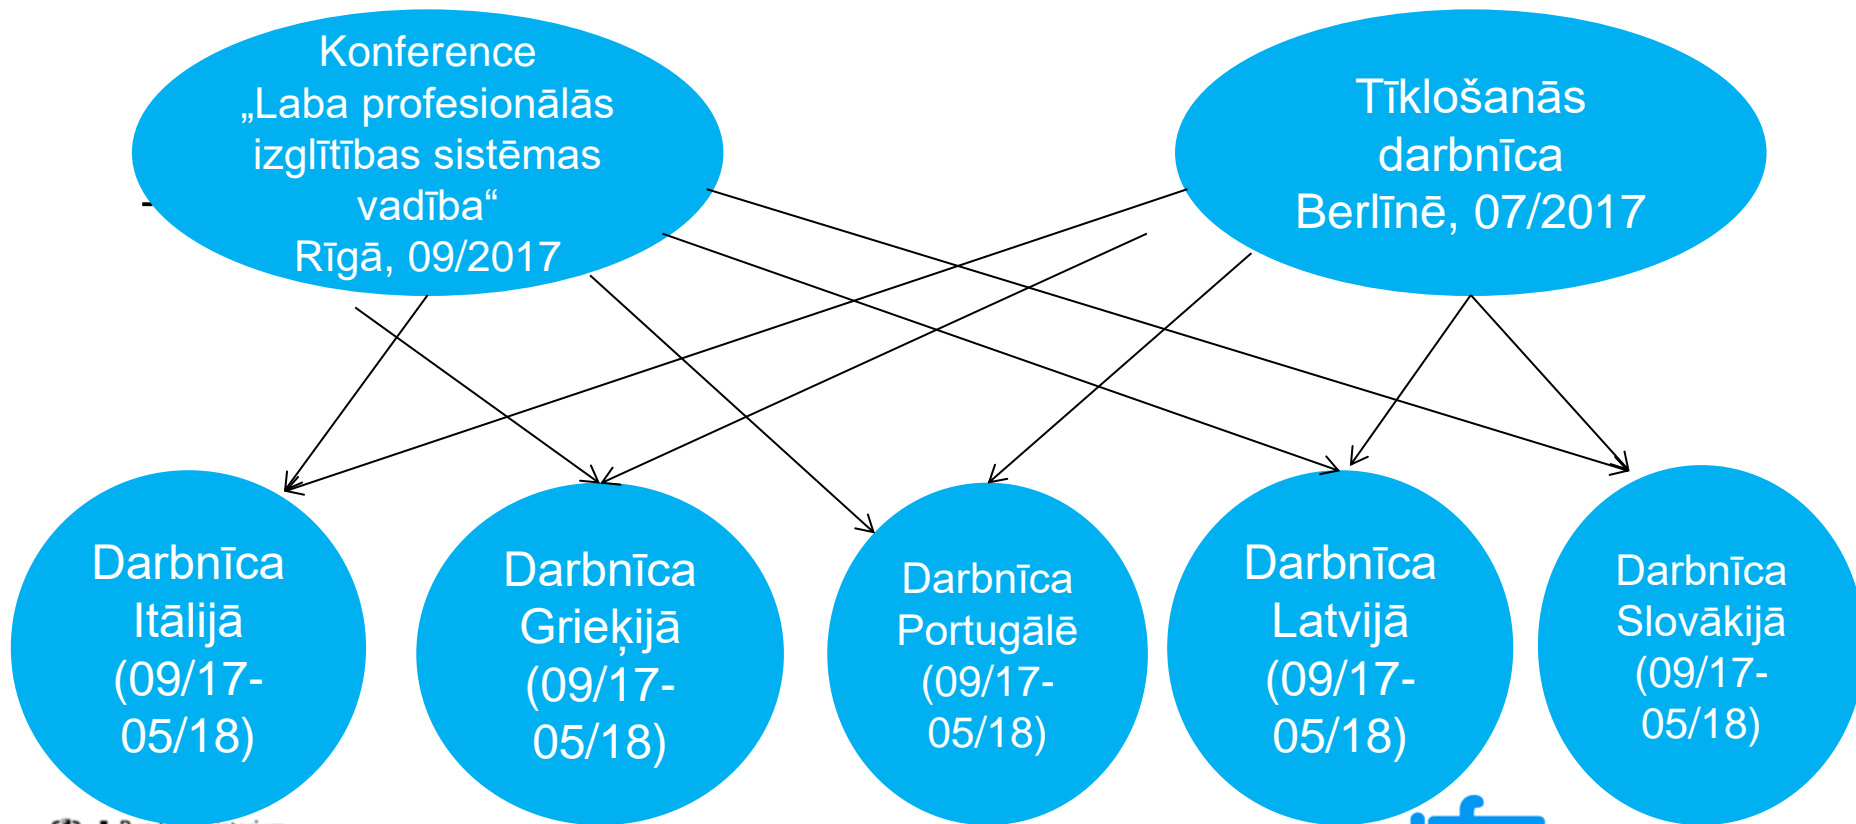 Konference
„Laba profesionālās
izglītības sistēmas
vadība“
Rīgā, 09/2017
Tīklošanās
darbnīca
Berlīnē, 07/2017
Darbnīca
Itālijā
(09/17-
05/18)
Darbnīca
Grieķijā
(09/17-
05/18)
Darbnīca
Portugālē
(09/17-
05/18)
Darbnīca
Latvijā
(09/17-
05/18)
Darbnīca
Slovākijā
(09/17-
05/18)